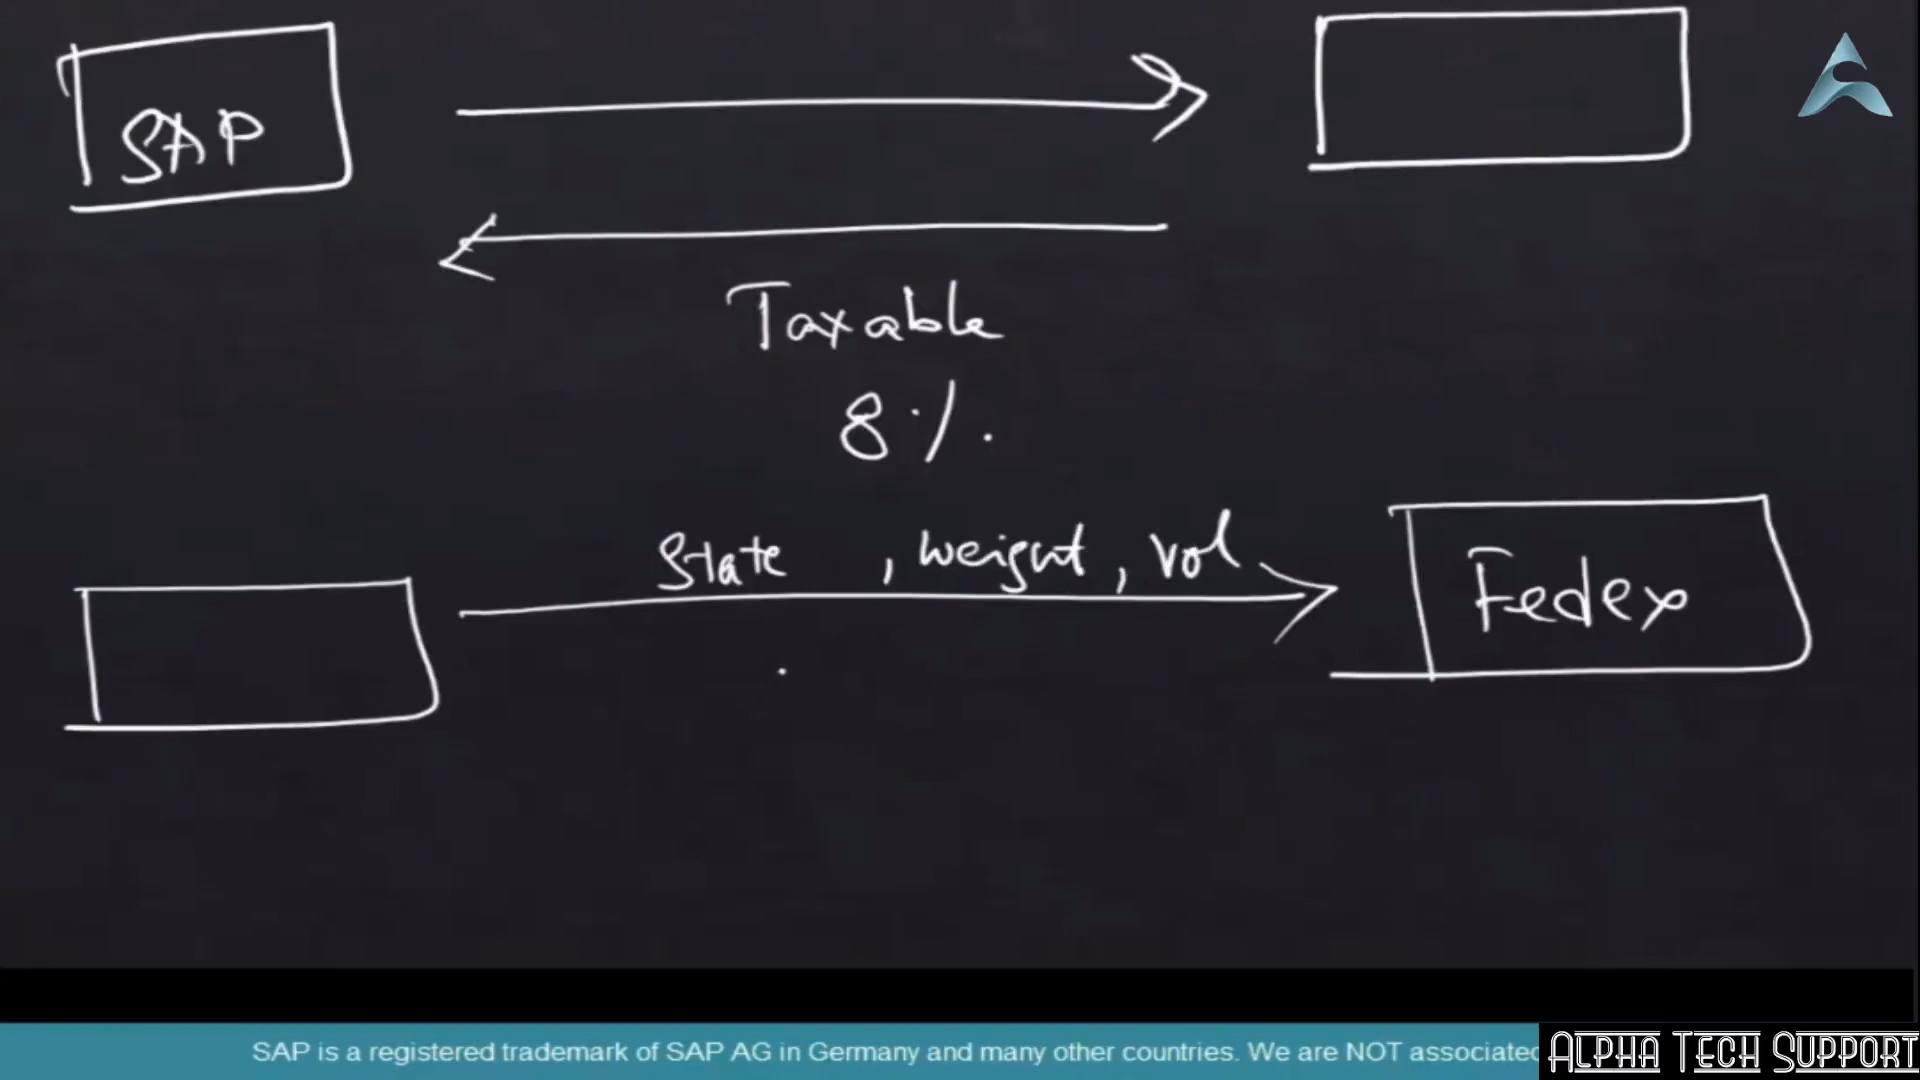 SAP
Taxable
8%.
State , weight, vol
Fedex
SAP is a registered trademark of SAP AG in Germany and many other countries. We are NOT associated
ALPHA TECH SUPPORT